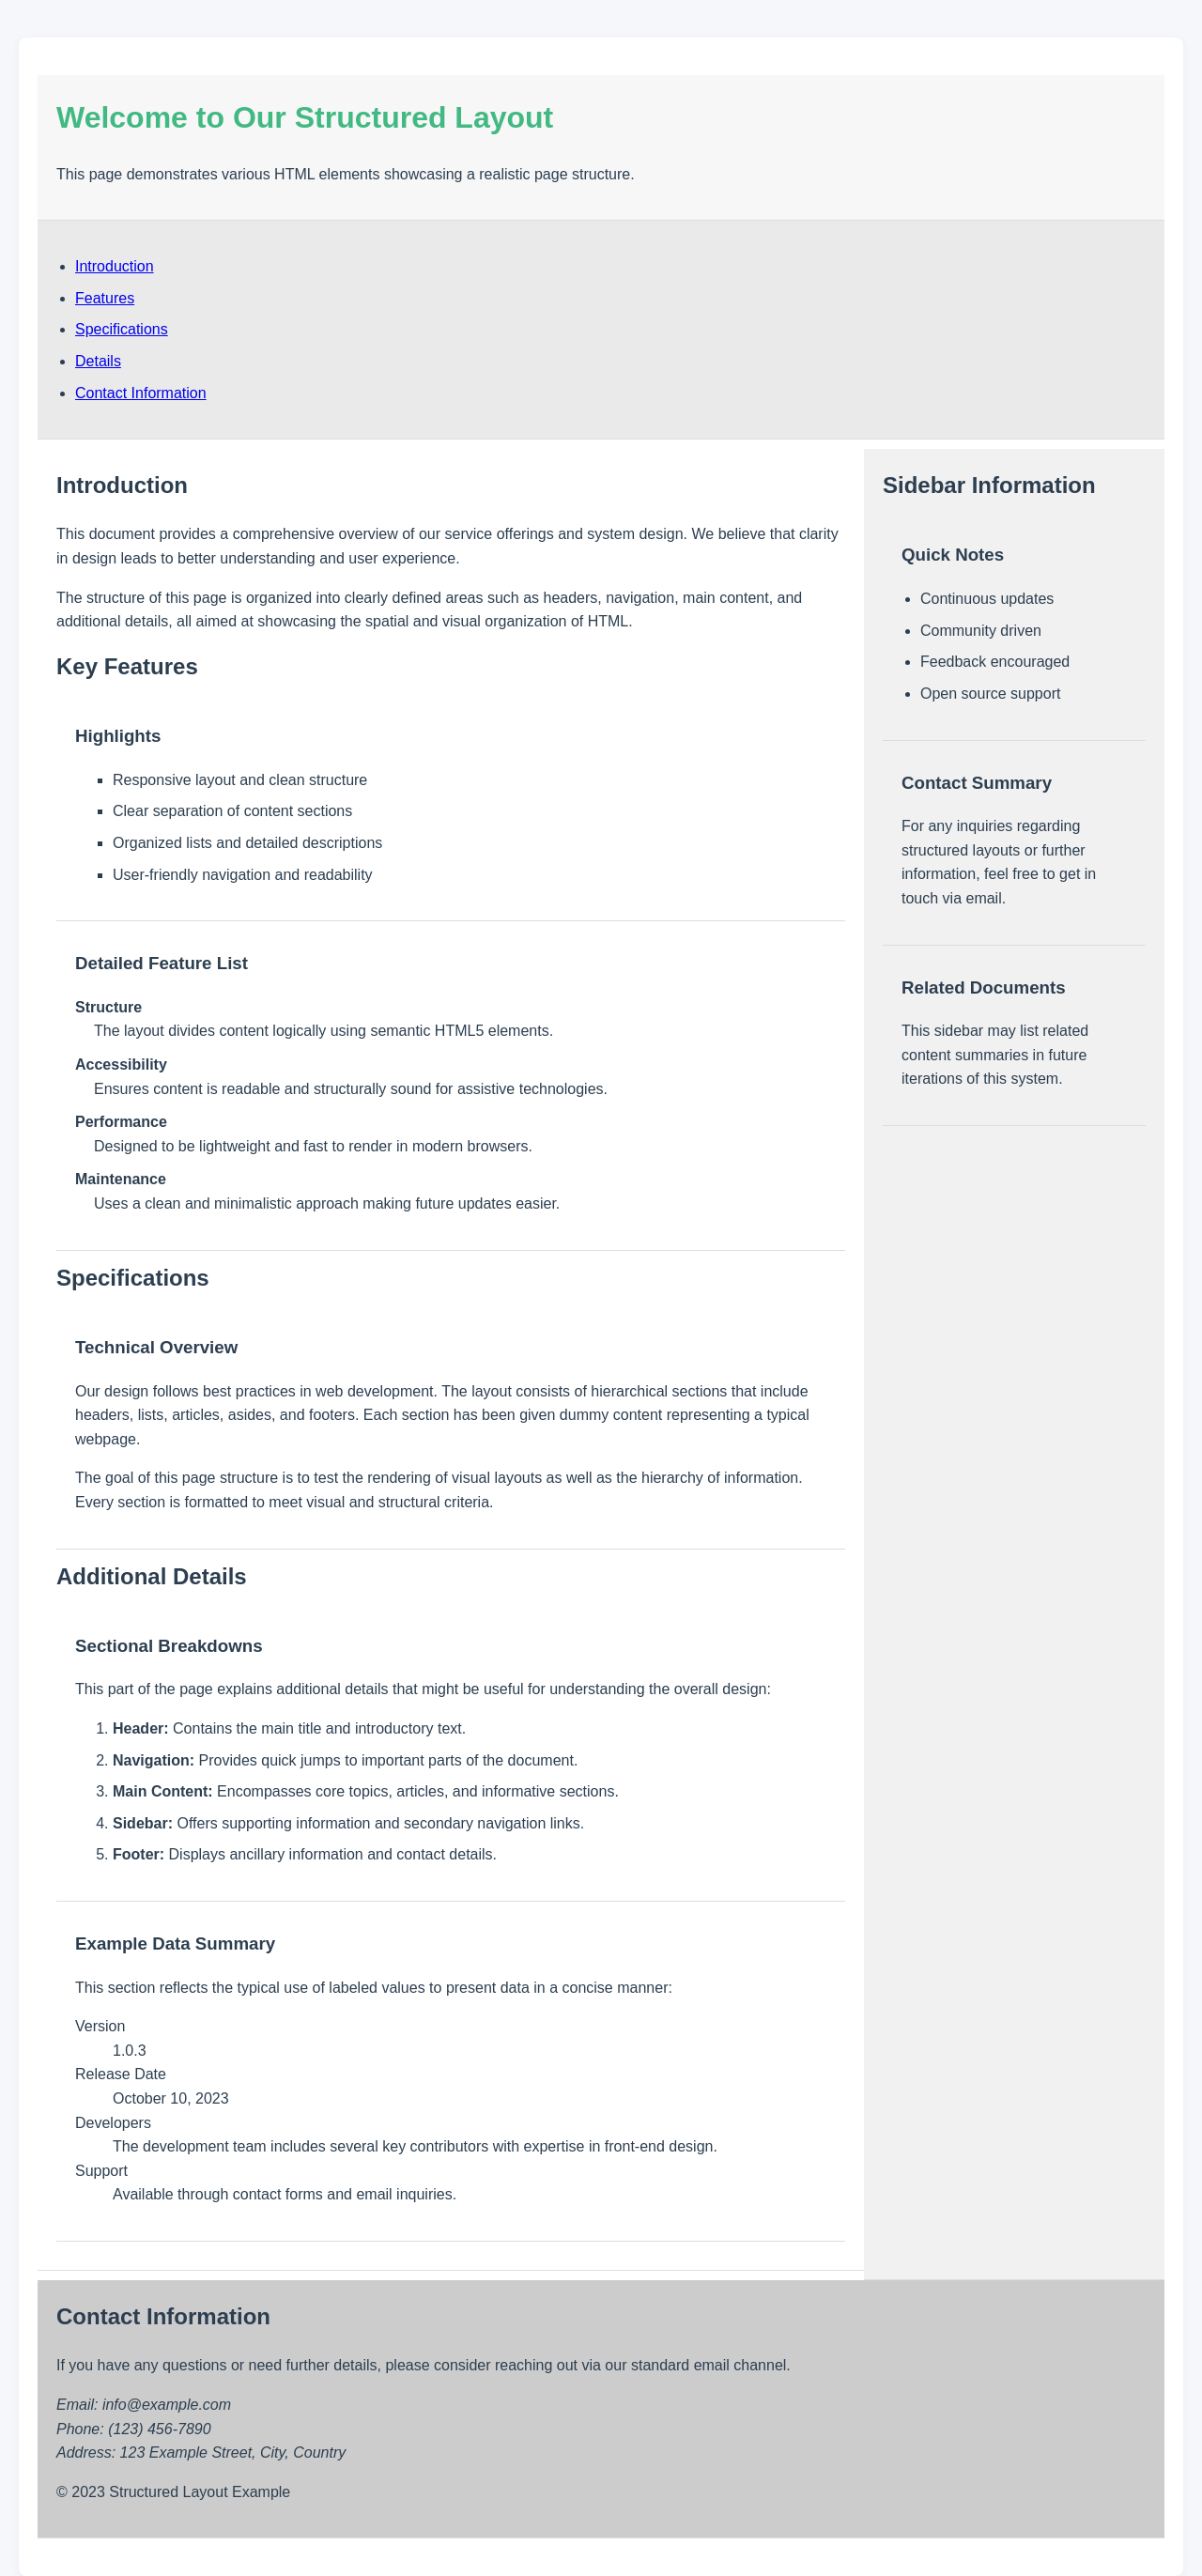 Welcome to Our Structured Layout
This page demonstrates various HTML elements showcasing a realistic page structure.
• Introduction
• Features
• Specifications
• Details
• Contact Information
Introduction
This document provides a comprehensive overview of our service offerings and system design. We believe that clarity
in design leads to better understanding and user experience.
The structure of this page is organized into clearly defined areas such as headers, navigation, main content, and
additional details, all aimed at showcasing the spatial and visual organization of HTML.
Key Features
Highlights
▪ Responsive layout and clean structure
▪ Clear separation of content sections
▪ Organized lists and detailed descriptions
▪ User-friendly navigation and readability
Detailed Feature List
Structure
The layout divides content logically using semantic HTML5 elements.
Accessibility
Ensures content is readable and structurally sound for assistive technologies.
Performance
Designed to be lightweight and fast to render in modern browsers.
Maintenance
Uses a clean and minimalistic approach making future updates easier.
Specifications
Technical Overview
Our design follows best practices in web development. The layout consists of hierarchical sections that include
headers, lists, articles, asides, and footers. Each section has been given dummy content representing a typical
webpage.
The goal of this page structure is to test the rendering of visual layouts as well as the hierarchy of information.
Every section is formatted to meet visual and structural criteria.
Additional Details
Sectional Breakdowns
This part of the page explains additional details that might be useful for understanding the overall design:
1. Header: Contains the main title and introductory text.
2. Navigation: Provides quick jumps to important parts of the document.
3. Main Content: Encompasses core topics, articles, and informative sections.
4. Sidebar: Offers supporting information and secondary navigation links.
5. Footer: Displays ancillary information and contact details.
Example Data Summary
This section reflects the typical use of labeled values to present data in a concise manner:
Version
1.0.3
Release Date
October 10, 2023
Developers
The development team includes several key contributors with expertise in front-end design.
Support
Available through contact forms and email inquiries.
Sidebar Information
Quick Notes
• Continuous updates
• Community driven
• Feedback encouraged
• Open source support
Contact Summary
For any inquiries regarding
structured layouts or further
information, feel free to get in
touch via email.
Related Documents
This sidebar may list related
content summaries in future
iterations of this system.
Contact Information
If you have any questions or need further details, please consider reaching out via our standard email channel.
Email: info@example.com
Phone: (123) 456-7890
Address: 123 Example Street, City, Country
© 2023 Structured Layout Example